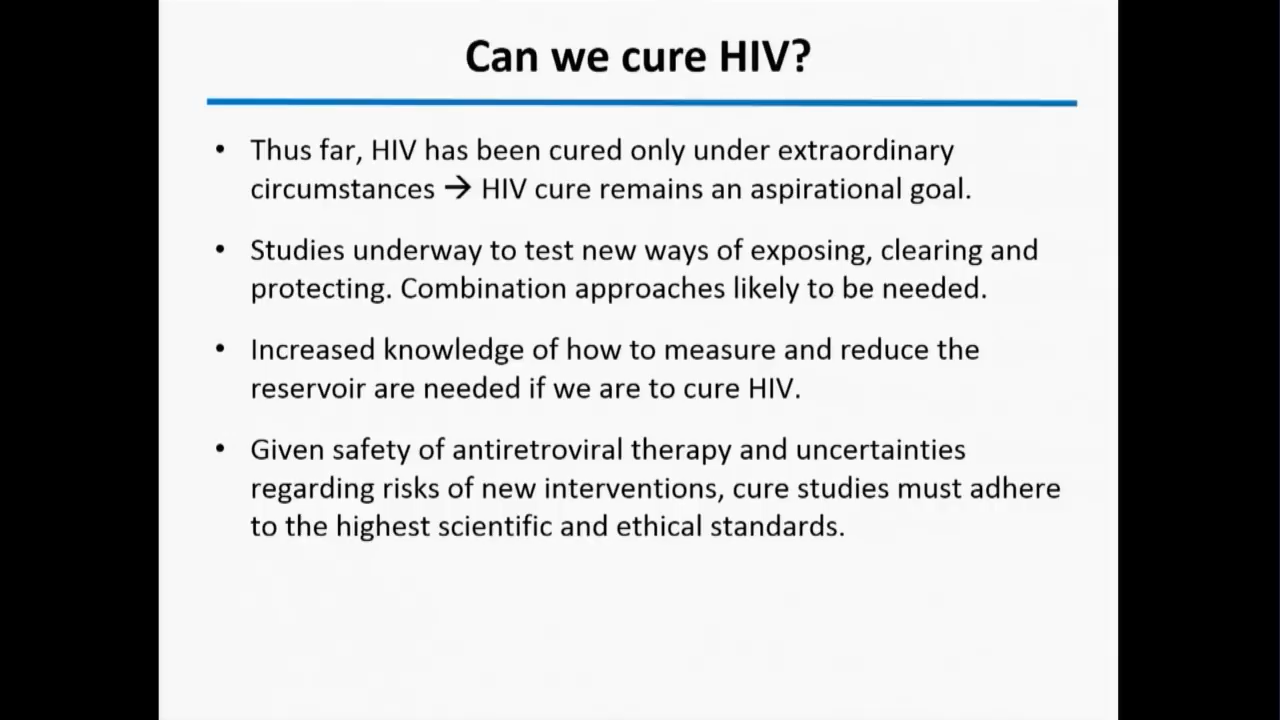 Can we cure HIV?
• Thus far, HIV has been cured only under extraordinary
circumstances → HIV cure remains an aspirational goal.
• Studies underway to test new ways of exposing, clearing and
protecting. Combination approaches likely to be needed.
• Increased knowledge of how to measure and reduce the
reservoir are needed if we are to cure HIV.
• Given safety of antiretroviral therapy and uncertainties
regarding risks of new interventions, cure studies must adhere
to the highest scientific and ethical standards.